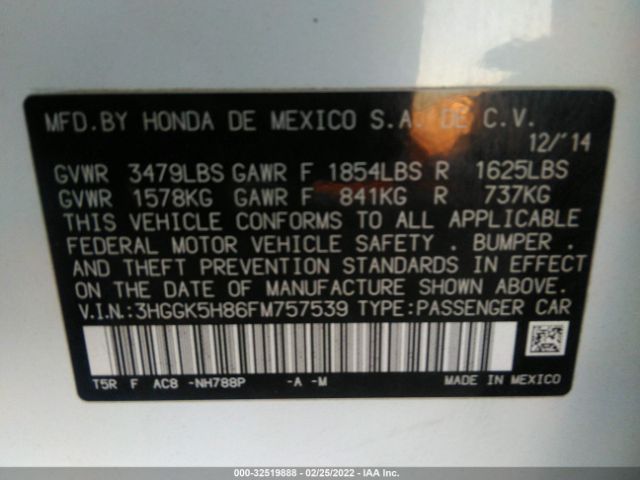 MFD.BY HONDA DE MEXICO S.A. DE C.V.
12/'14
GVWR 3479LBS GAWR F 1854LBS R 1625LBS
GVWR 1578KG GAWR F 841KG R 737KG
THIS VEHICLE CONFORMS TO ALL APPLICABLE
FEDERAL MOTOR VEHICLE SAFETY . BUMPER .
AND THEFT PREVENTION STANDARDS IN EFFECT
ON THE DATE OF MANUFACTURE SHOWN ABOVE.
V.I.N.:3HGGK5H86FM757539 TYPE:PASSENGER CAR
T5R F AC8 -NH788P -A -M MADE IN MEXICO
000-32519888 - 02/25/2022 - IAA Inc.